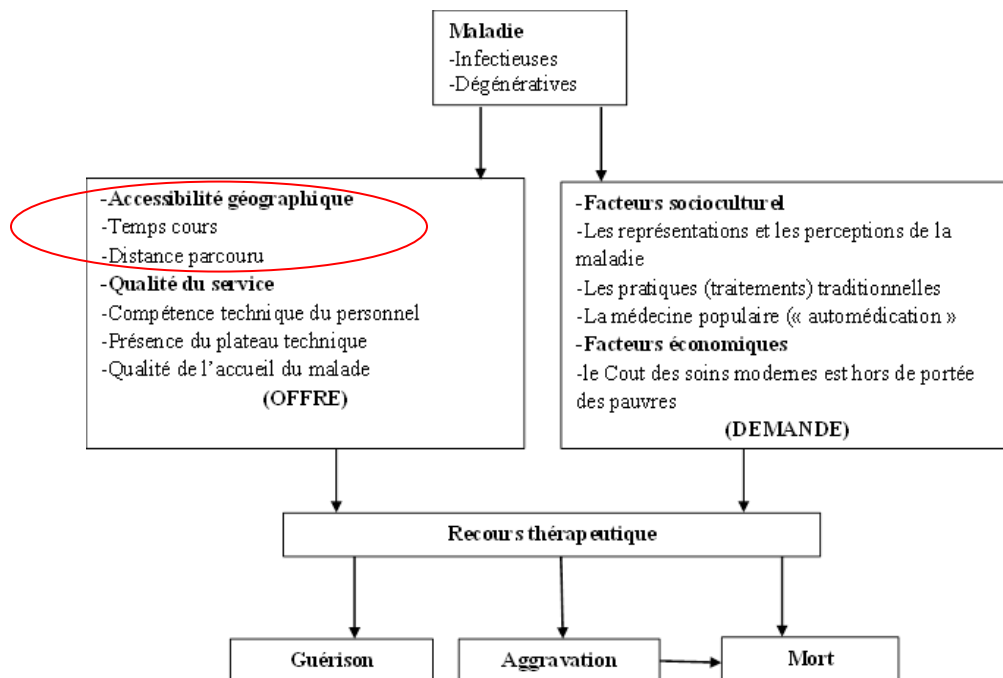 Maladie
-Infectieuses
-Dégénératives
-Accessibilité géographique
-Temps cours
-Distance parcouru
-Qualité du service
-Compétence technique du personnel
-Présence du plateau technique
-Qualité de l'accueil du malade
(OFFRE)
-Facteurs socioculturel
-Les représentations et les perceptions de la
maladie
-Les pratiques (traitements) traditionnelles
-La médecine populaire (« automédication »
-Facteurs économiques
-le Cout des soins modernes est hors de portée
des pauvres
(DEMANDE)
Recours thérapeutique
Guérison
Aggravation
Mort